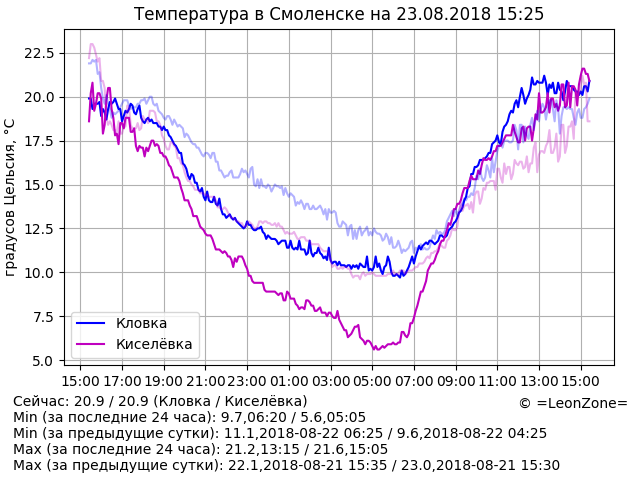 Температура в Смоленске на 23.08.2018 15:25
градусов Цельсия, °C
22.5
20.0
17.5
15.0
12.5
10.0
7.5
5.0
Кловка
Киселёвка
15:00 17:00 19:00 21:00 23:00 01:00 03:00 05:00 07:00 09:00 11:00 13:00 15:00
Сейчас: 20.9 / 20.9 (Кловка / Киселёвка)
© =LeonZone=
Min (за последние 24 часа): 9.7,06:20 / 5.6,05:05
Min (за предыдущие сутки): 11.1,2018-08-22 06:25 / 9.6,2018-08-22 04:25
Max (за последние 24 часа): 21.2,13:15 / 21.6,15:05
Max (за предыдущие сутки): 22.1,2018-08-21 15:35 / 23.0,2018-08-21 15:30